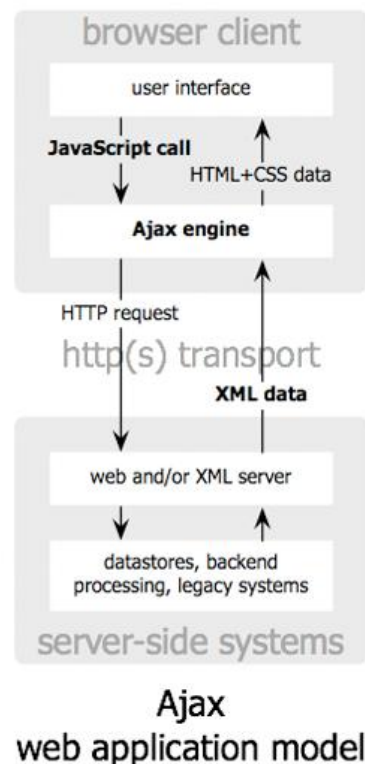 browser client
user interface
JavaScript call
HTML+CSS data
Ajax engine
HTTP request
http(s) transport
XML data
web and/or XML server
datastores, backend
processing, legacy systems
server-side systems
Ajax
web application model